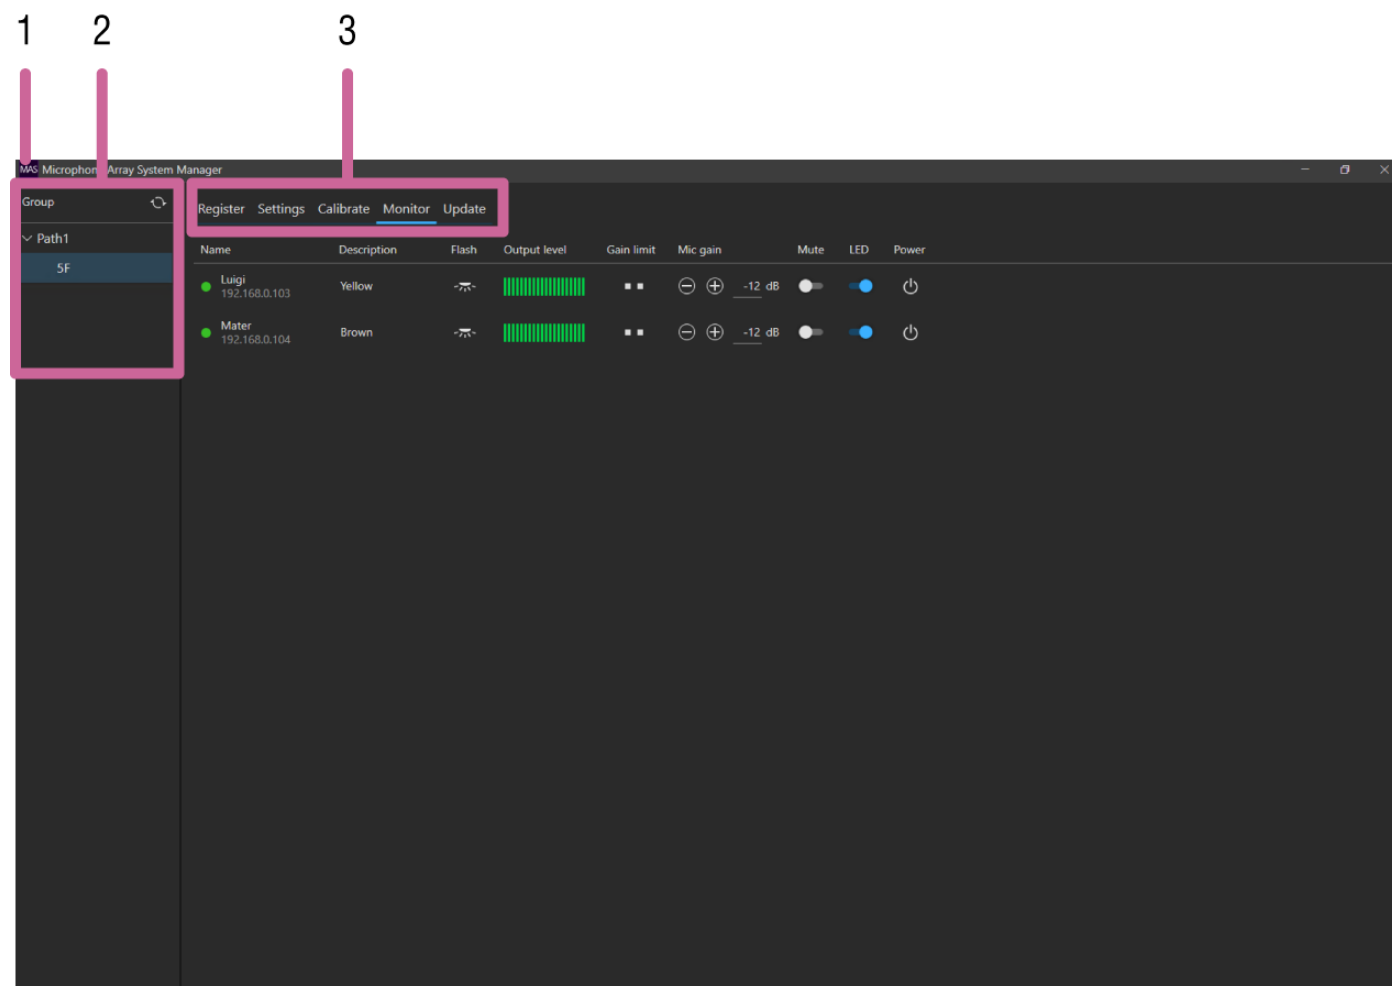 1 2 3
MAS Microphone Array System Manager
Group
Register Settings Calibrate Monitor Update
Path1
5F
Name Description Flash Output level Gain limit Mic gain Mute LED Power
Luigi
192.168.0.103
Yellow
-12 dB
Mater
192.168.0.104
Brown
-12 dB